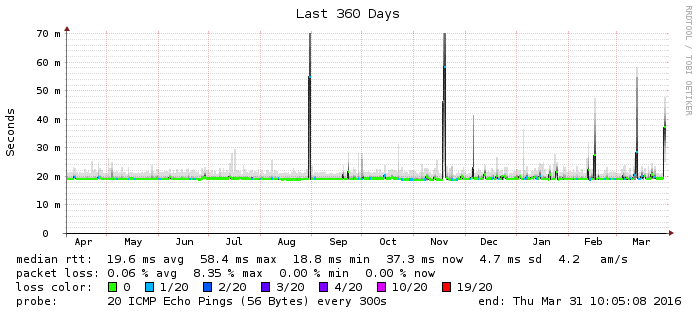 Last 360 Days
RRDTOOL / TOBI OETIKER
Seconds
70 m
60 m
50 m
40 m
30 m
20 m
10 m
0
Apr May Jun Jul Aug Sep Oct Nov Dec Jan Feb Mar
median rtt: 19.6 ms avg 58.4 ms max 18.8 ms min 37.3 ms now 4.7 ms sd 4.2 am/s
packet loss: 0.06 % avg 8.35 % max 0.00 % min 0.00 % now
loss color: 0 1/20 2/20 3/20 4/20 10/20 19/20
probe: 20 ICMP Echo Pings (56 Bytes) every 300s end: Thu Mar 31 10:05:08 2016